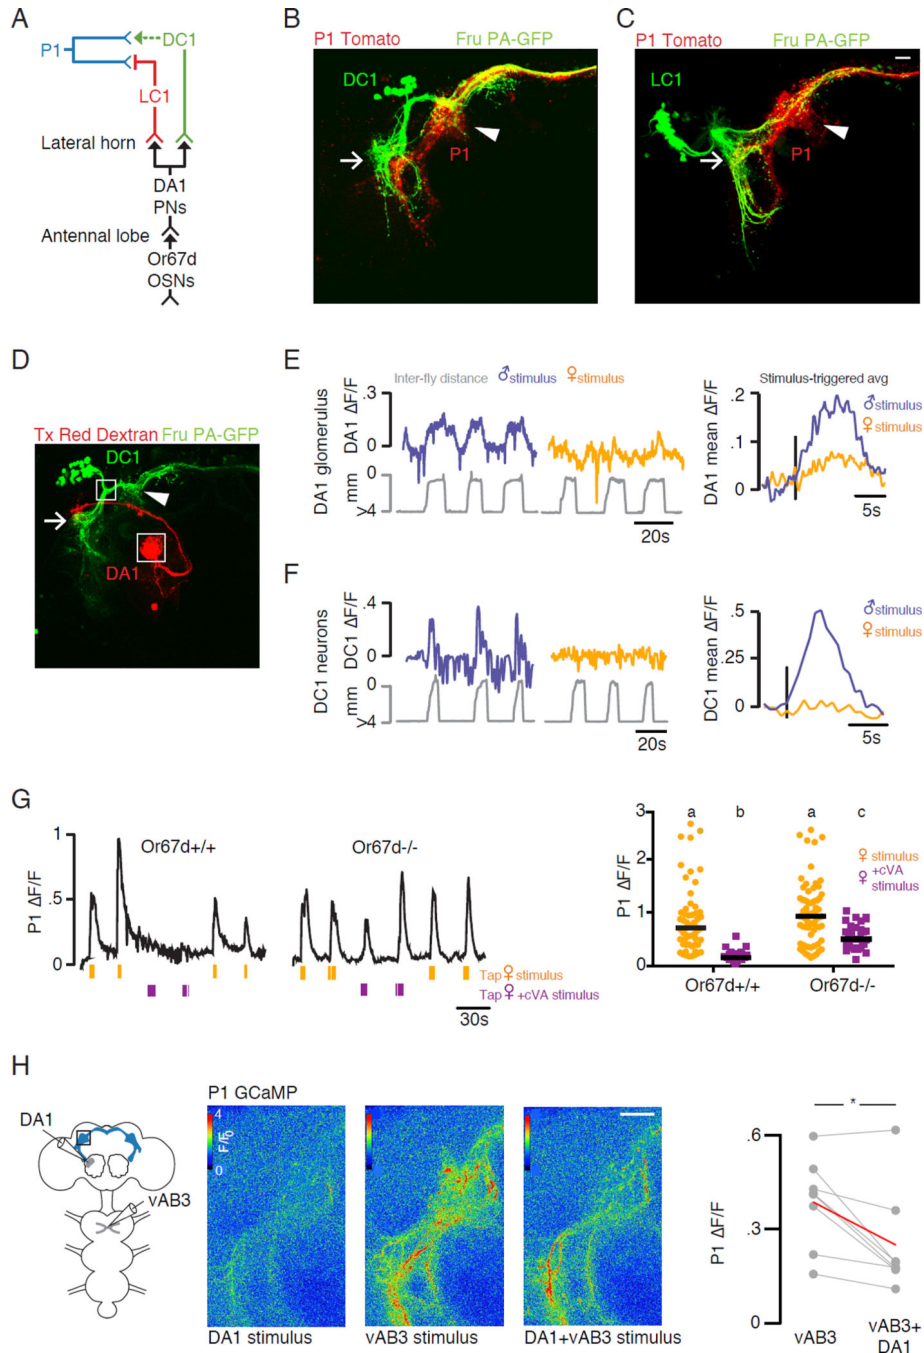 A
P1
DC1
LC1
Lateral horn
DA1
PNs
Antennal lobe
Or67d
OSNs
B
P1 Tomato Fru PA-GFP
DC1
P1
C
P1 Tomato Fru PA-GFP
LC1
P1
D
Tx Red Dextran Fru PA-GFP
DC1
DA1
E
Inter-fly distance ♂stimulus ♀stimulus
DA1 glomerulus
DA1 ΔF/F
.3
0
mm
0
>4
20s
Stimulus-triggered avg
♂stimulus
♀stimulus
DA1 mean ΔF/F
.2
.1
0
5s
F
DC1 neurons
DC1 ΔF/F
.4
0
mm
0
>4
20s
♂stimulus
♀stimulus
DC1 mean ΔF/F
.5
.25
0
5s
G
P1 ΔF/F
1
.5
0
Or67d+/+
Or67d-/-
Tap ♀ stimulus
Tap ♀ +cVA stimulus
30s
P1 ΔF/F
3
2
1
0
a b a c
♀ stimulus
♀ +cVA
stimulus
Or67d+/+ Or67d-/-
H
DA1
vAB3
P1 GCaMP
4
F/F0
0
DA1 stimulus
vAB3 stimulus
DA1+vAB3 stimulus
*
P1 ΔF/F
.6
.3
0
vAB3
vAB3+
DA1